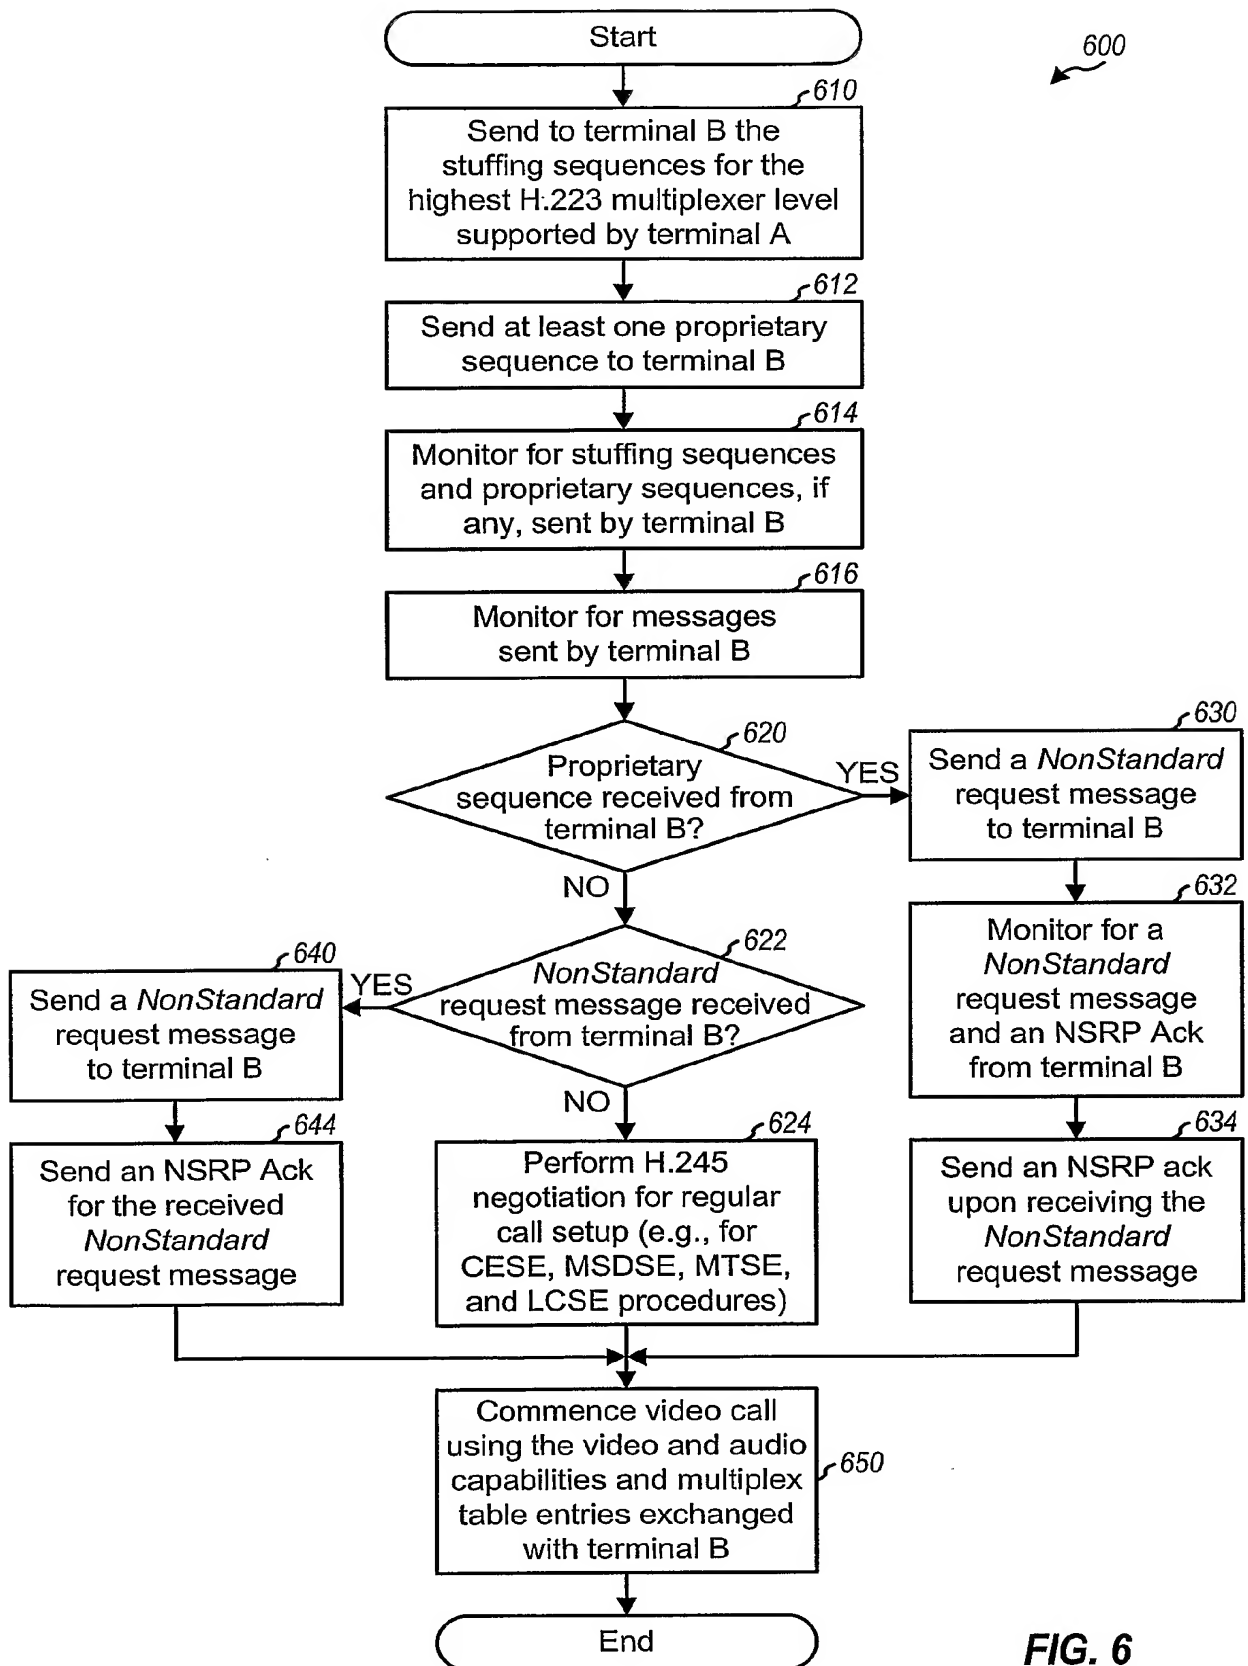 Start
600
610
Send to terminal B the
stuffing sequences for the
highest H.223 multiplexer level
supported by terminal A
612
Send at least one proprietary
sequence to terminal B
614
Monitor for stuffing sequences
and proprietary sequences, if
any, sent by terminal B
616
Monitor for messages
sent by terminal B
620
Proprietary
sequence received from
terminal B?
YES
NO
630
Send a NonStandard
request message
to terminal B
632
Monitor for a
NonStandard
request message
and an NSRP Ack
from terminal B
634
Send an NSRP ack
upon receiving the
NonStandard
request message
622
NonStandard
request message received
from terminal B?
YES
NO
640
Send a NonStandard
request message
to terminal B
644
Send an NSRP Ack
for the received
NonStandard
request message
624
Perform H.245
negotiation for regular
call setup (e.g., for
CESE, MSDSE, MTSE,
and LCSE procedures)
650
Commence video call
using the video and audio
capabilities and multiplex
table entries exchanged
with terminal B
End
FIG. 6